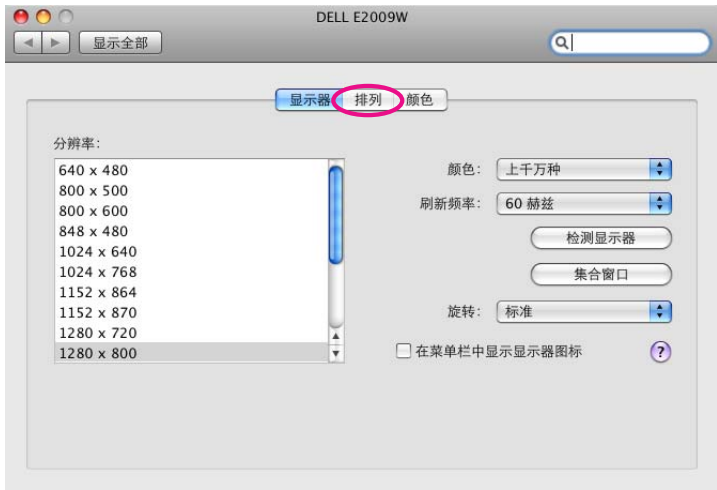 DELL E2009W
显示全部
显示器 排列 颜色
分辨率:
640 x 480
800 x 500
800 x 600
848 x 480
1024 x 640
1024 x 768
1152 x 864
1152 x 870
1280 x 720
1280 x 800
颜色: 上千万种
刷新频率: 60 赫兹
检测显示器
集合窗口
旋转: 标准
在菜单栏中显示显示器图标
?